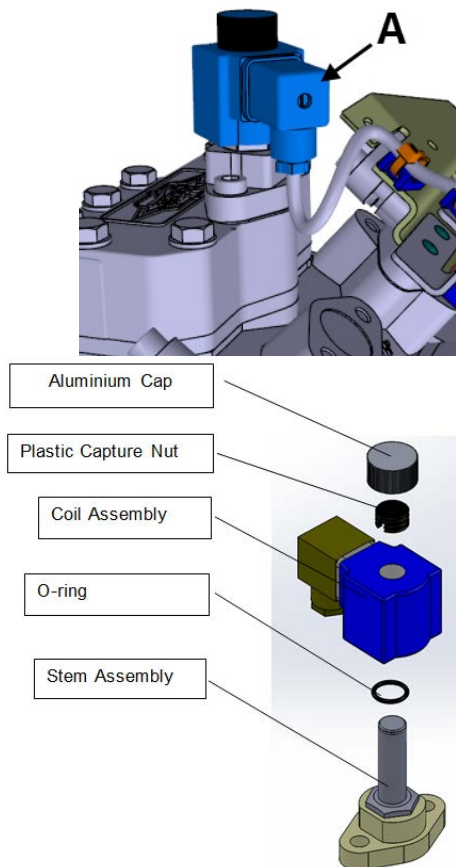 A
Aluminium Cap
Plastic Capture Nut
Coil Assembly
O-ring
Stem Assembly